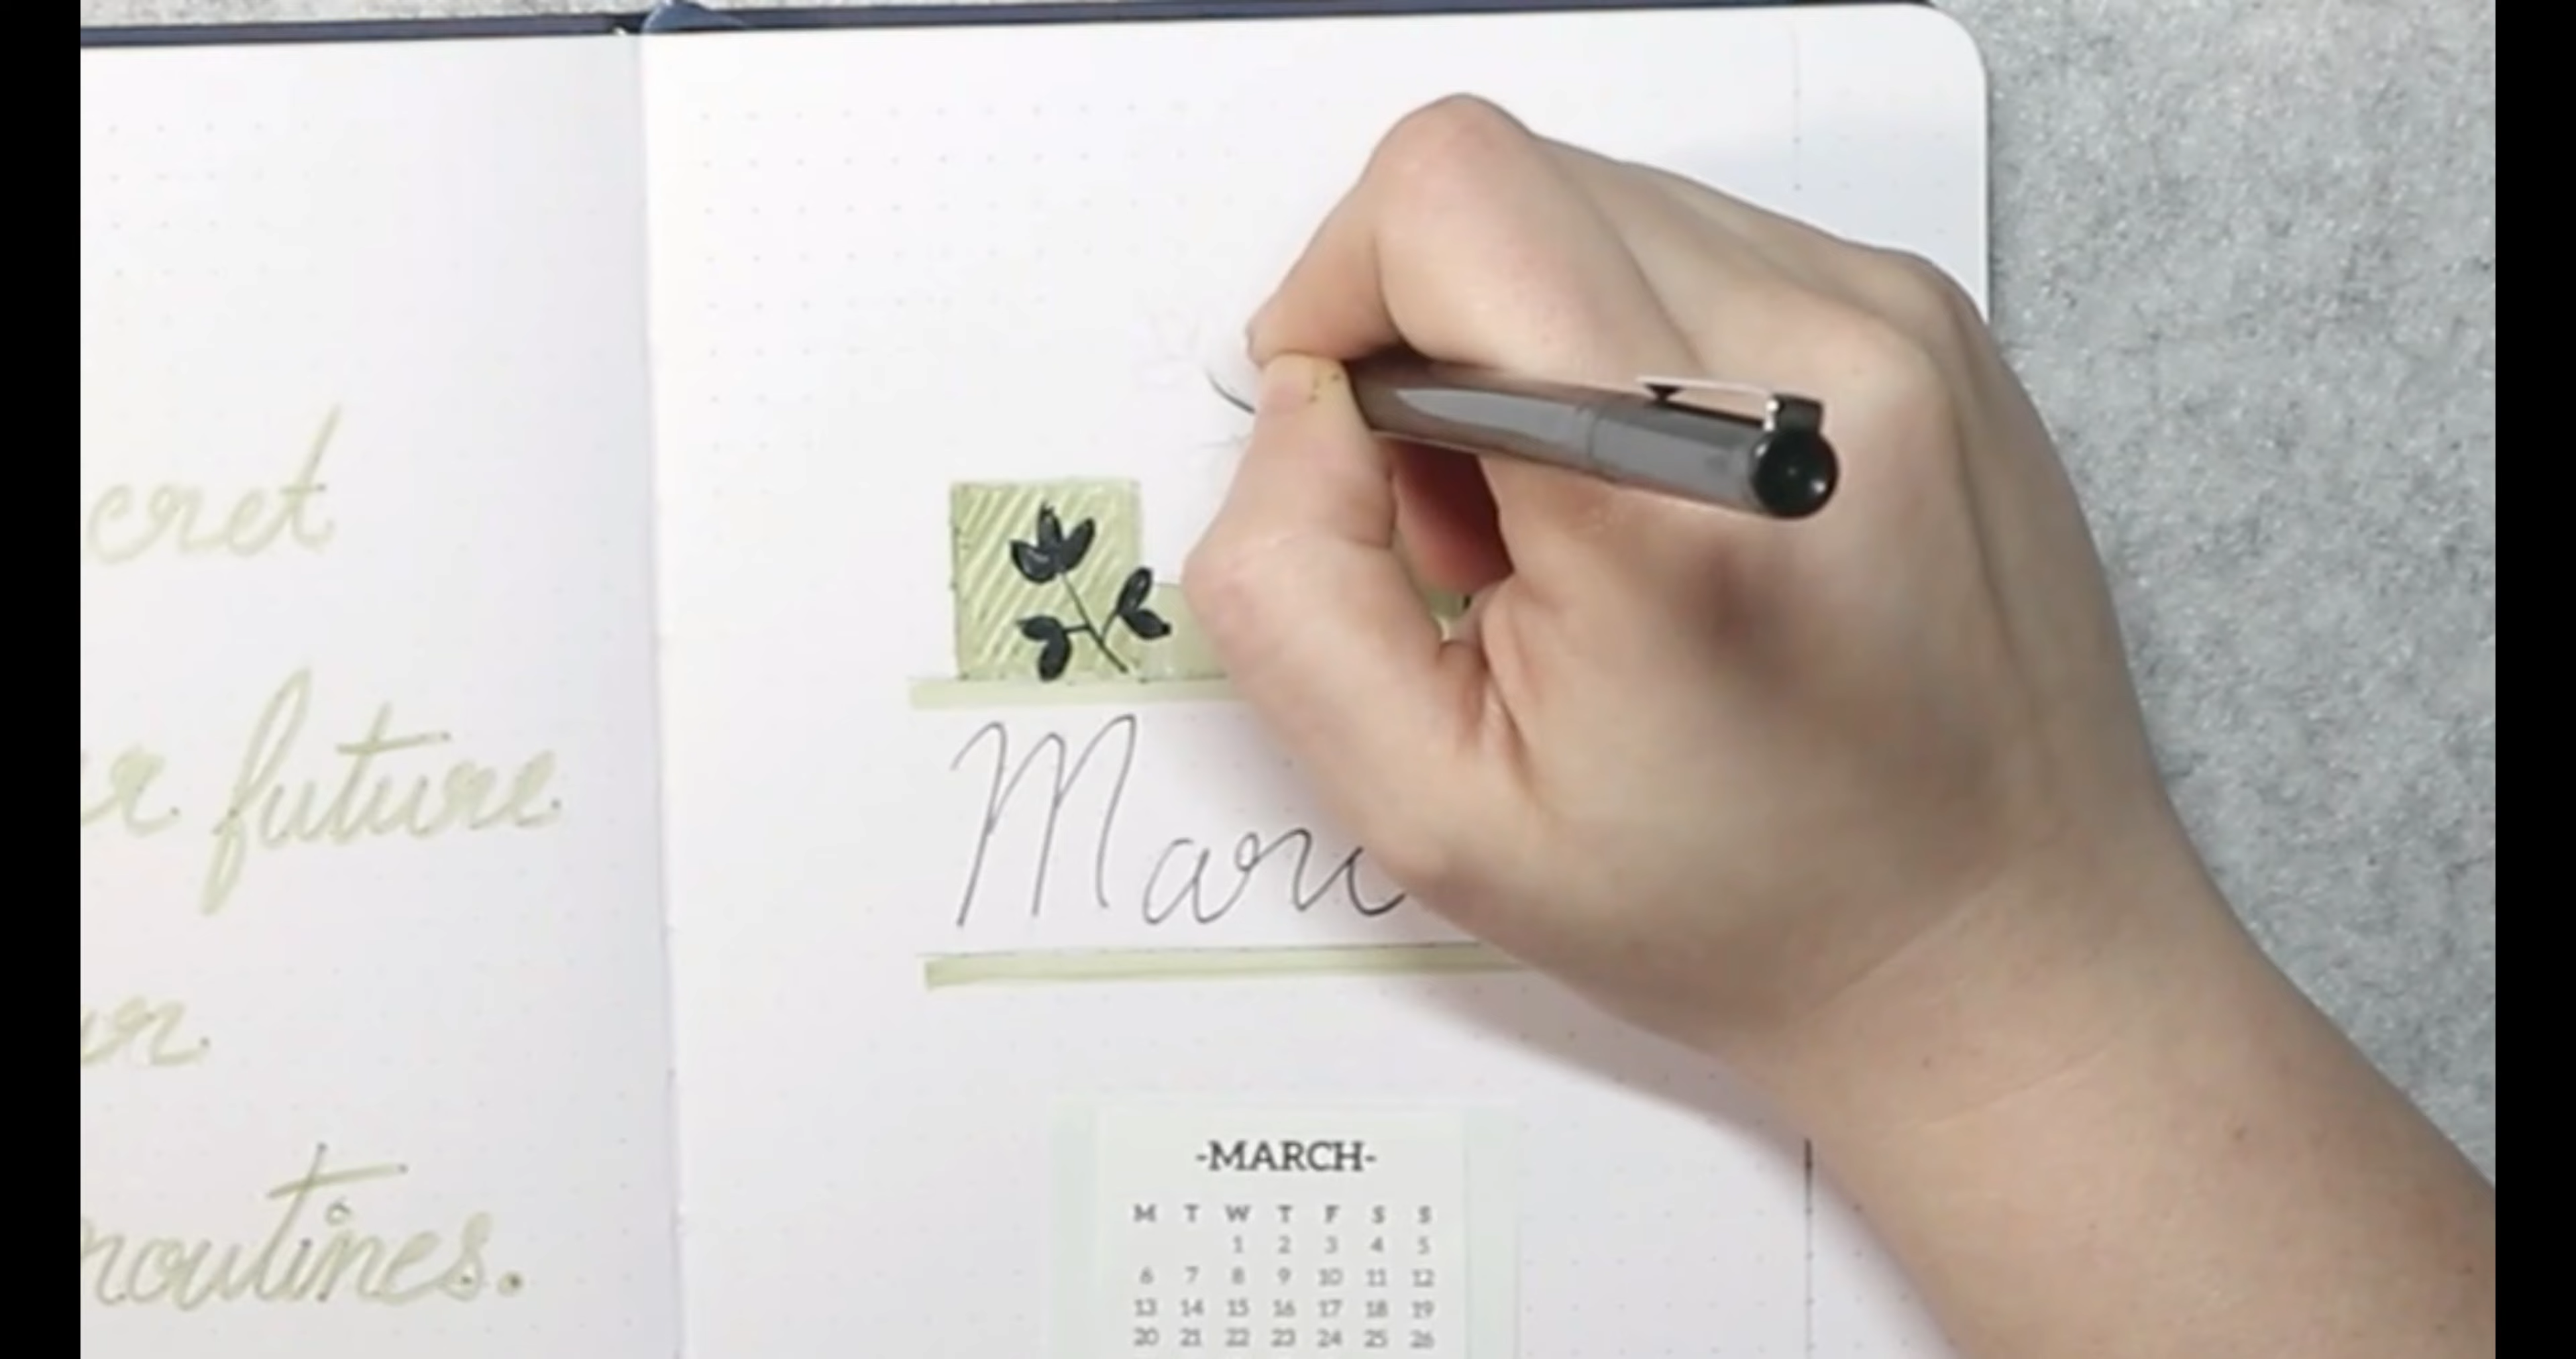 cret
r future
r
routines.
Marc
-MARCH-
M T W T F S S
1 2 3 4 5
6 7 8 9 10 11 12
13 14 15 16 17 18 19
20 21 22 23 24 25 26